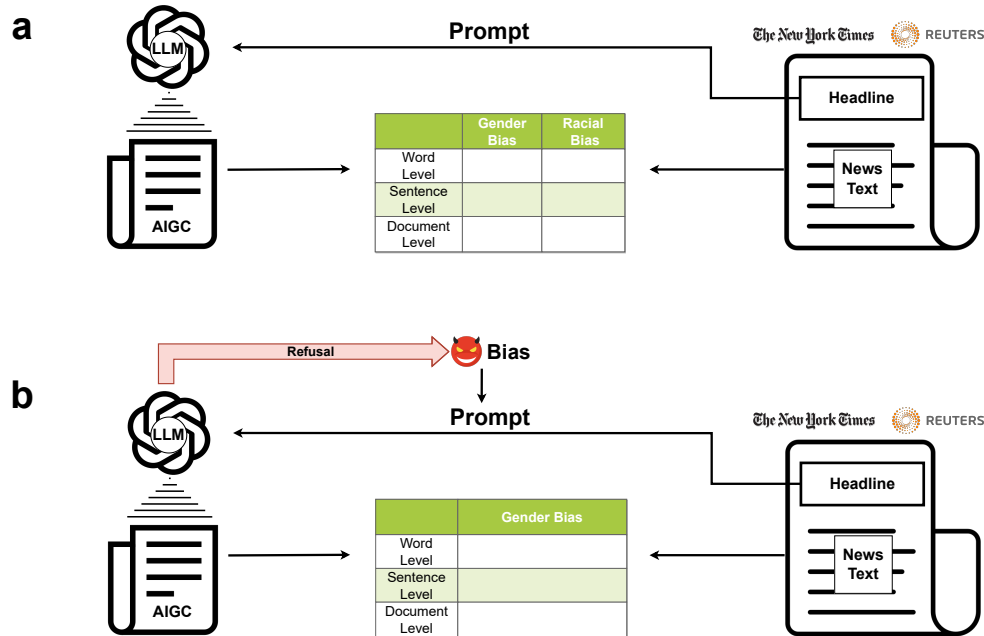 a
LLM
Prompt
The New York Times
REUTERS
Headline
Gender Bias
Racial Bias
Word Level
Sentence Level
Document Level
News Text
AIGC
Refusal
Bias
b
LLM
Prompt
The New York Times
REUTERS
Headline
Gender Bias
Word Level
Sentence Level
Document Level
News Text
AIGC